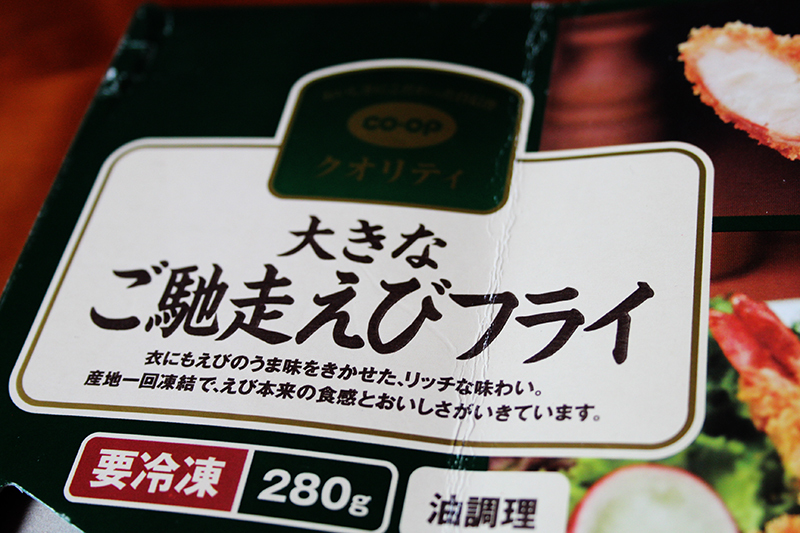 CO·OP
クオリティ
大きな
ご馳走えびフライ
衣にもえびのうま味をきかせた、リッチな味わい。
産地一回凍結で、えび本来の食感とおいしさがいきています。
要冷凍 280g 油調理